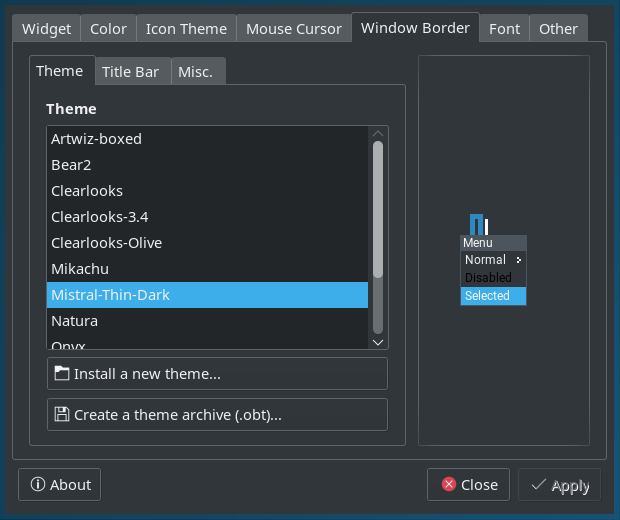 Widget Color Icon Theme Mouse Cursor Window Border Font Other
Theme Title Bar Misc.
Theme
Artwiz-boxed
Bear2
Clearlooks
Clearlooks-3.4
Clearlooks-Olive
Mikachu
Mistral-Thin-Dark
Natura
Onyx
Install a new theme...
Create a theme archive (.obt)...
Menu
Normal
Disabled
Selected
About
Close
Apply